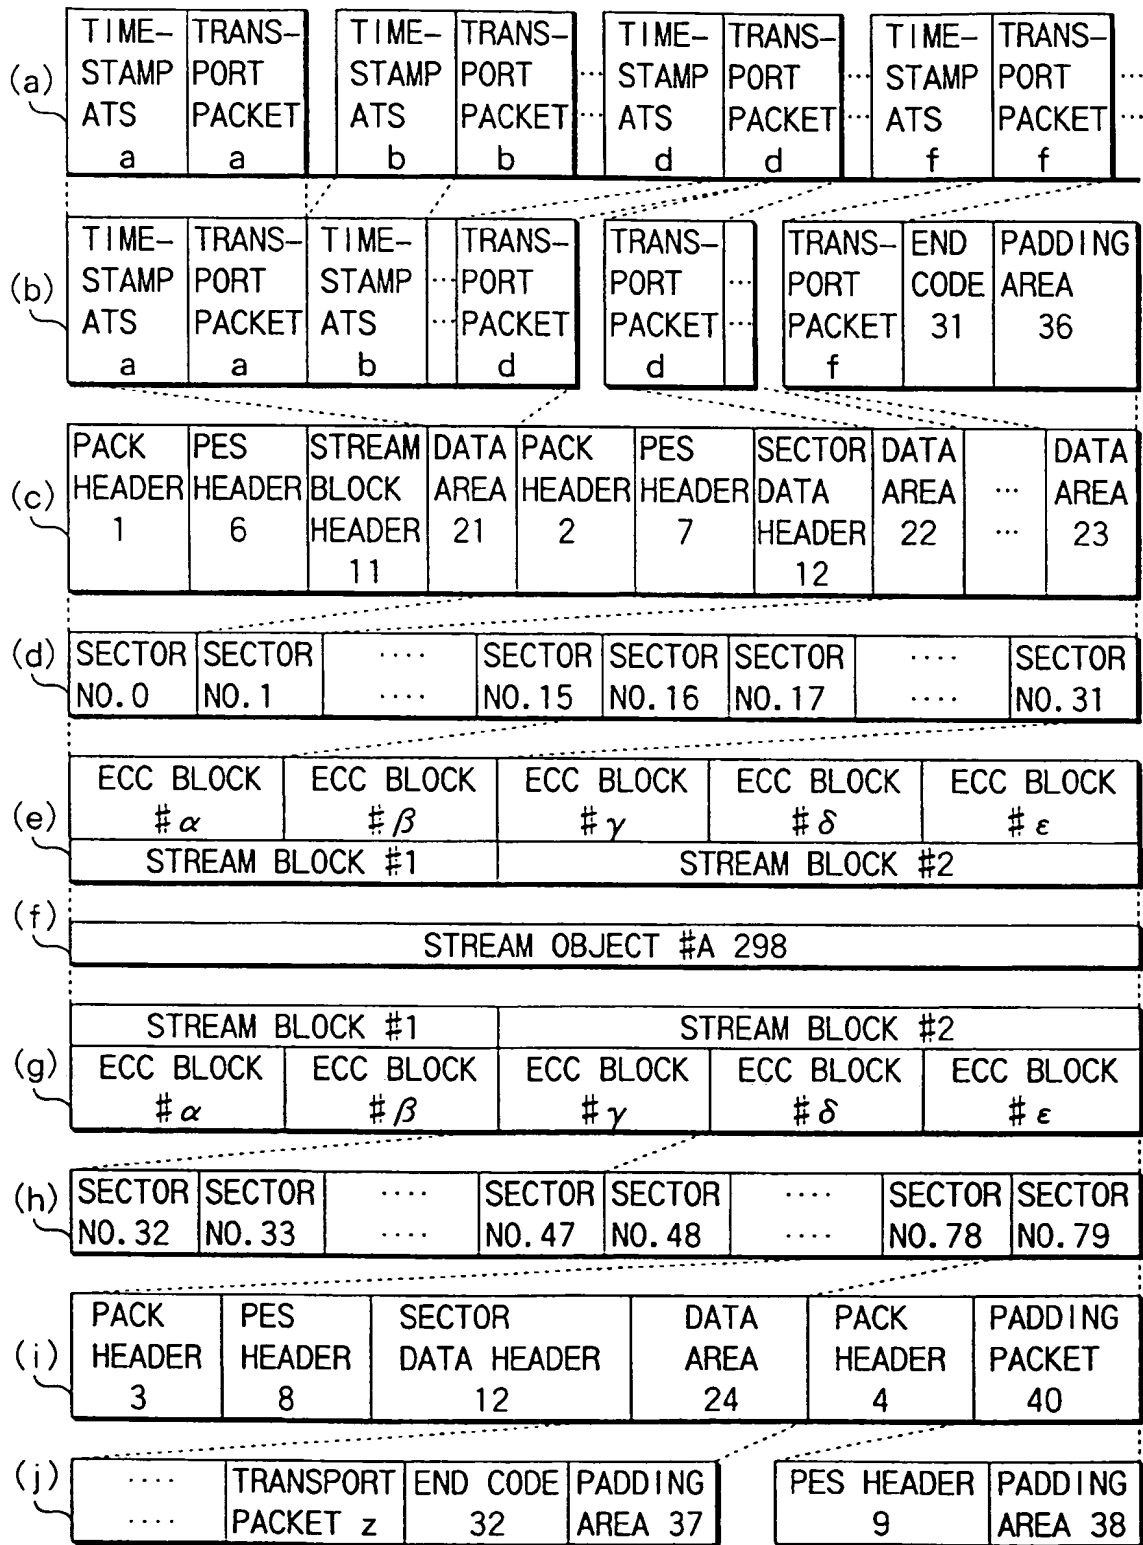 (a)
TIME- TRANS- TIME- TRANS- TIME- TRANS- TIME- TRANS-
STAMP PORT STAMP PORT ... STAMP PORT ... STAMP PORT ...
ATS PACKET ATS PACKET ... ATS PACKET ... ATS PACKET ...
a a b b d d f f
(b)
TIME- TRANS- TIME- TRANS- TRANS- TRANS- END PADDING
STAMP PORT STAMP ... PORT PORT ... PORT CODE AREA
ATS PACKET ATS ... PACKET PACKET ... PACKET 31 36
a a b d d f
(c)
PACK PES STREAM DATA PACK PES SECTOR DATA DATA
HEADER HEADER BLOCK AREA HEADER HEADER DATA AREA ... AREA
1 6 HEADER 21 2 7 HEADER 22 ... 23
11 12
(d)
SECTOR SECTOR .... SECTOR SECTOR SECTOR .... SECTOR
NO.0 NO.1 .... NO.15 NO.16 NO.17 .... NO.31
(e)
ECC BLOCK ECC BLOCK ECC BLOCK ECC BLOCK ECC BLOCK
#α #β #γ #δ #ε
STREAM BLOCK #1 STREAM BLOCK #2
(f)
STREAM OBJECT #A 298
(g)
STREAM BLOCK #1 STREAM BLOCK #2
ECC BLOCK ECC BLOCK ECC BLOCK ECC BLOCK ECC BLOCK
#α #β #γ #δ #ε
(h)
SECTOR SECTOR .... SECTOR SECTOR .... SECTOR SECTOR
NO.32 NO.33 .... NO.47 NO.48 .... NO.78 NO.79
(i)
PACK PES SECTOR DATA PACK PADDING
HEADER HEADER DATA HEADER AREA HEADER PACKET
3 8 12 24 4 40
(j)
.... TRANSPORT END CODE PADDING PES HEADER PADDING
.... PACKET z 32 AREA 37 9 AREA 38